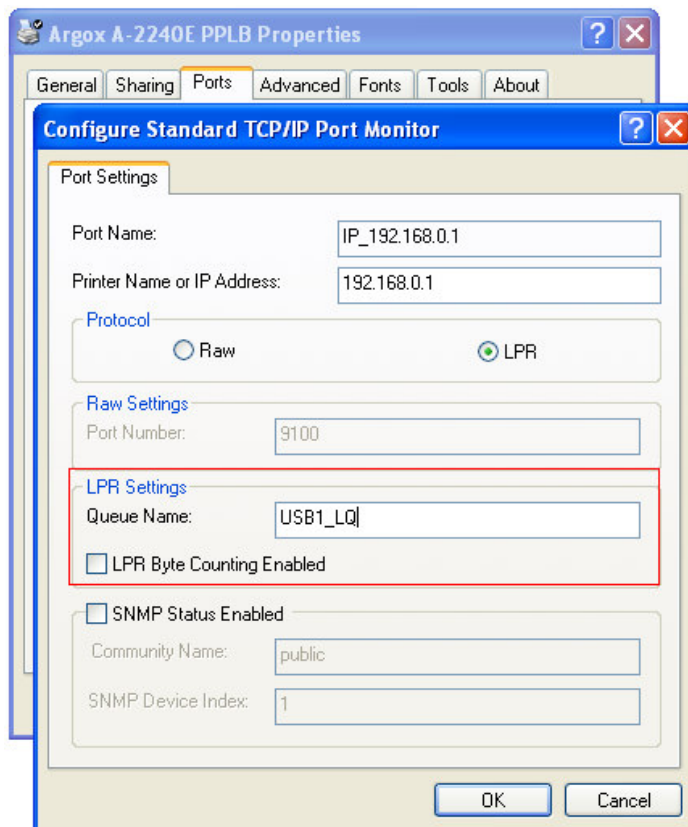 Argox A-2240E PPLB Properties
General Sharing Ports Advanced Fonts Tools About
Configure Standard TCP/IP Port Monitor
Port Settings
Port Name: IP_192.168.0.1
Printer Name or IP Address: 192.168.0.1
Protocol
Raw LPR
Raw Settings
Port Number: 9100
LPR Settings
Queue Name: USB1_LQ
LPR Byte Counting Enabled
SNMP Status Enabled
Community Name: public
SNMP Device Index: 1
OK Cancel